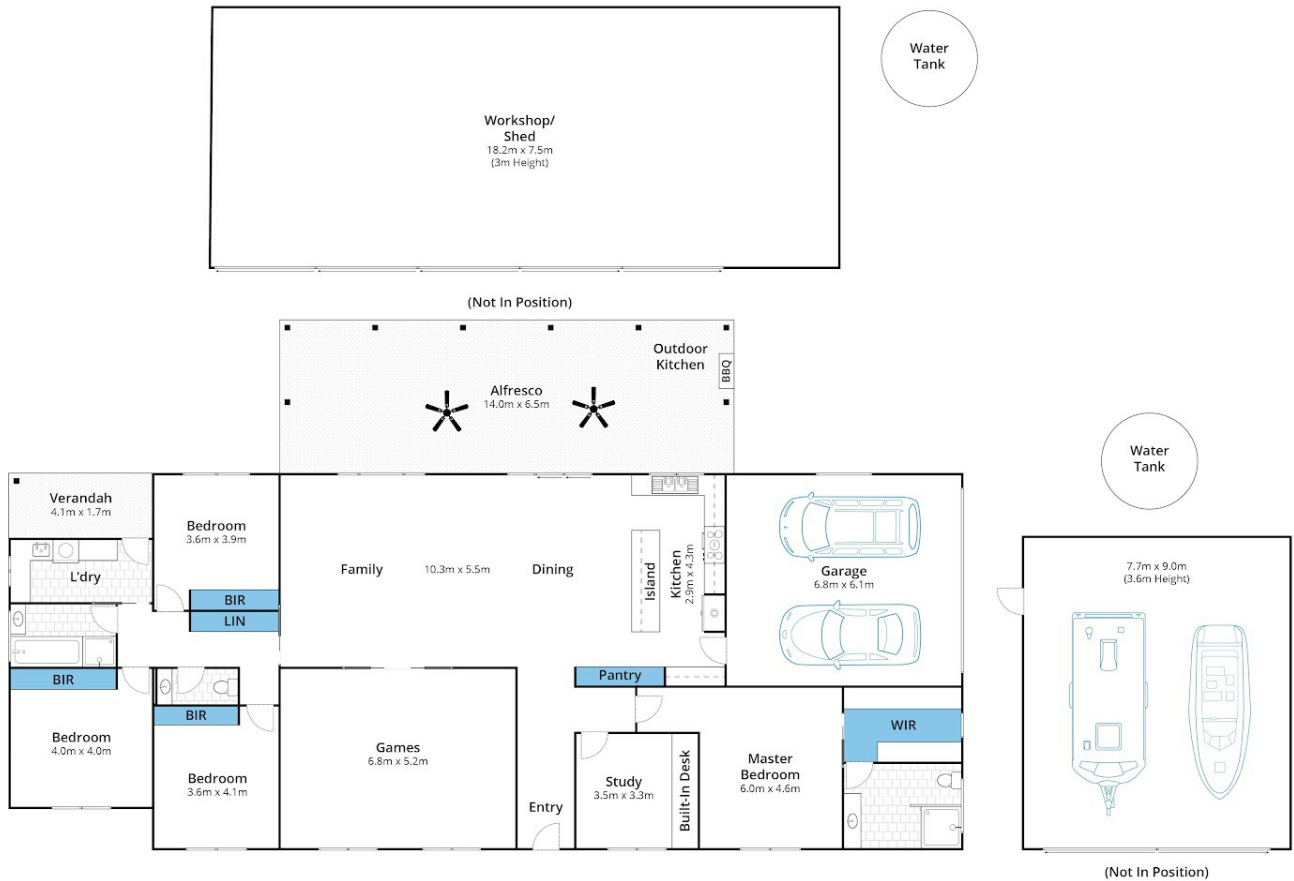 Workshop/
Shed
18.2m x 7.5m
(3m Height)
Water
Tank
(Not In Position)
Outdoor
Kitchen
BBQ
Alfresco
14.0m x 6.5m
Water
Tank
Verandah
4.1m x 1.7m
Bedroom
3.6m x 3.9m
L'dry
BIR
LIN
Family
10.3m x 5.5m
Dining
Island
Kitchen
2.9m x 4.3m
Garage
6.8m x 6.1m
7.7m x 9.0m
(3.6m Height)
BIR
Pantry
BIR
Bedroom
4.0m x 4.0m
Bedroom
3.6m x 4.1m
Games
6.8m x 5.2m
Entry
Study
3.5m x 3.3m
Built-In Desk
Master
Bedroom
6.0m x 4.6m
WIR
(Not In Position)